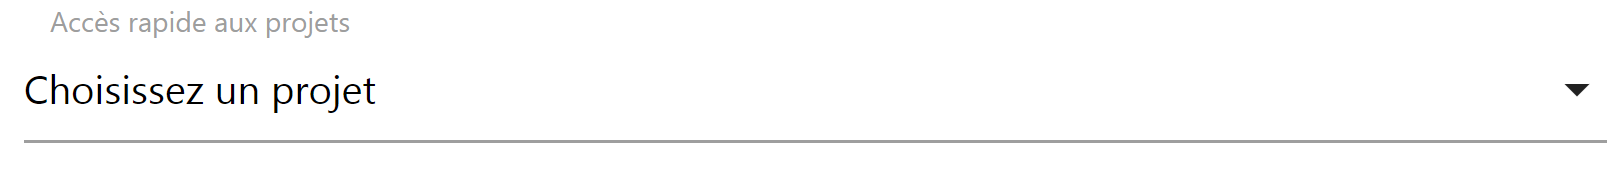 Accès rapide aux projets
Choisissez un projet